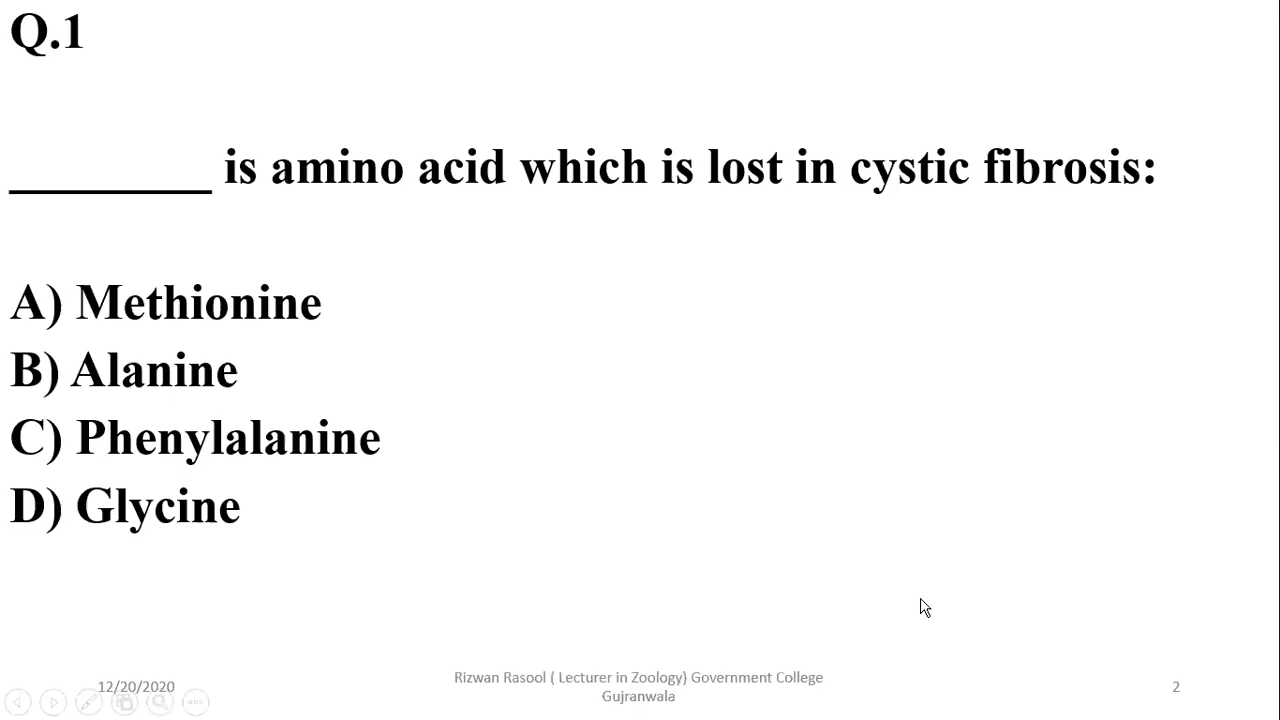 Q.1
________ is amino acid which is lost in cystic fibrosis:
A) Methionine
B) Alanine
C) Phenylalanine
D) Glycine
12/20/2020
Rizwan Rasool ( Lecturer in Zoology) Government College
Gujranwala
2